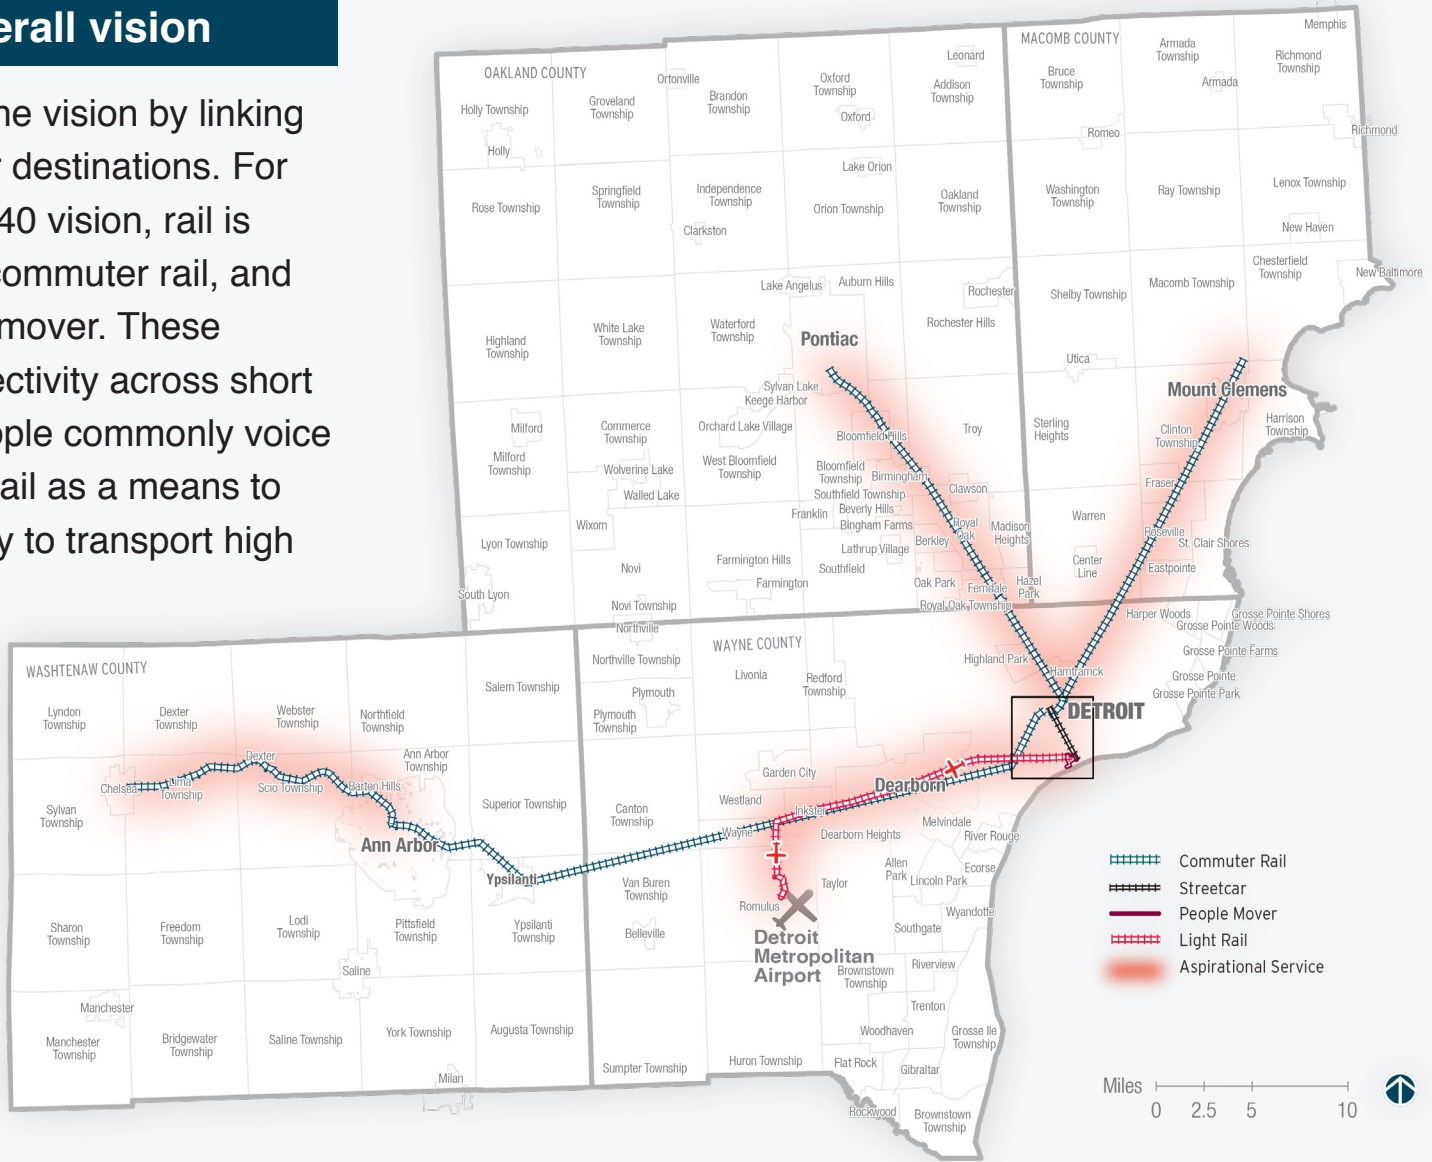 erall vision
ne vision by linking
r destinations. For
40 vision, rail is
commuter rail, and
mover. These
ectivity across short
ople commonly voice
ail as a means to
y to transport high
OAKLAND COUNTY
MACOMB COUNTY
Memphis
Leonard
Armada
Township
Richmond
Township
Ortonville
Oxford
Township
Addison
Township
Bruce
Township
Armada
Holly Township
Groveland
Township
Brandon
Township
Oxford
Romeo
Richmond
Holly
Lake Orion
Rose Township
Springfield
Township
Independence
Township
Orion Township
Oakland
Township
Washington
Township
Ray Township
Lenox Township
Clarkston
New Haven
Chesterfield
Township
New Baltimore
Lake Angelus
Auburn Hills
Rochester
Shelby Township
Macomb Township
Highland
Township
White Lake
Township
Waterford
Township
Rochester Hills
Pontiac
Utica
Mount Clemens
Sylvan Lake
Keego Harbor
Milford
Commerce
Township
Orchard Lake Village
Bloomfield Hills
Troy
Sterling
Heights
Clinton
Township
Harrison
Township
Milford
Township
Wolverine Lake
West Bloomfield
Township
Bloomfield
Township
Birmingham
Clawson
Fraser
Walled Lake
Southfield Township
Franklin
Beverly Hills
Bingham Farms
Royal
Oak
Madison
Heights
Warren
Roseville
St. Clair Shores
Wixom
Lyon Township
Berkley
Lathrup Village
Novi
Farmington Hills
Southfield
Center
Line
Eastpointe
Farmington
Oak Park
Ferndale
Hazel
Park
South Lyon
Novi Township
Royal Oak Township
Harper Woods
Grosse Pointe Shores
Grosse Pointe Woods
Northville
WASHTENAW COUNTY
WAYNE COUNTY
Northville Township
Highland Park
Hamtramck
Grosse Pointe Farms
Livonia
Redford
Township
Grosse Pointe
Grosse Pointe Park
Salem Township
Plymouth
Lyndon
Township
Dexter
Township
Webster
Township
Northfield
Township
Plymouth
Township
DETROIT
Ann Arbor
Township
Dexter
Chelsea
Lima
Township
Scio Township
Barton Hills
Garden City
Dearborn
Sylvan
Township
Superior Township
Canton
Township
Westland
Inkster
Wayne
Dearborn Heights
Melvindale
River Rouge
Ann Arbor
Ypsilanti
Van Buren
Township
Taylor
Allen
Park
Lincoln Park
Ecorse
Romulus
Wyandotte
Sharon
Township
Freedom
Township
Lodi
Township
Pittsfield
Township
Ypsilanti
Township
Belleville
Southgate
Detroit
Metropolitan
Airport
Saline
Brownstown
Township
Riverview
Manchester
Trenton
Manchester
Township
Bridgewater
Township
Saline Township
York Township
Augusta Township
Woodhaven
Grosse Ile
Township
Sumpter Township
Huron Township
Flat Rock
Gibraltar
Milan
Rockwood
Brownstown
Township
Commuter Rail
Streetcar
People Mover
Light Rail
Aspirational Service
Miles
0 2.5 5 10